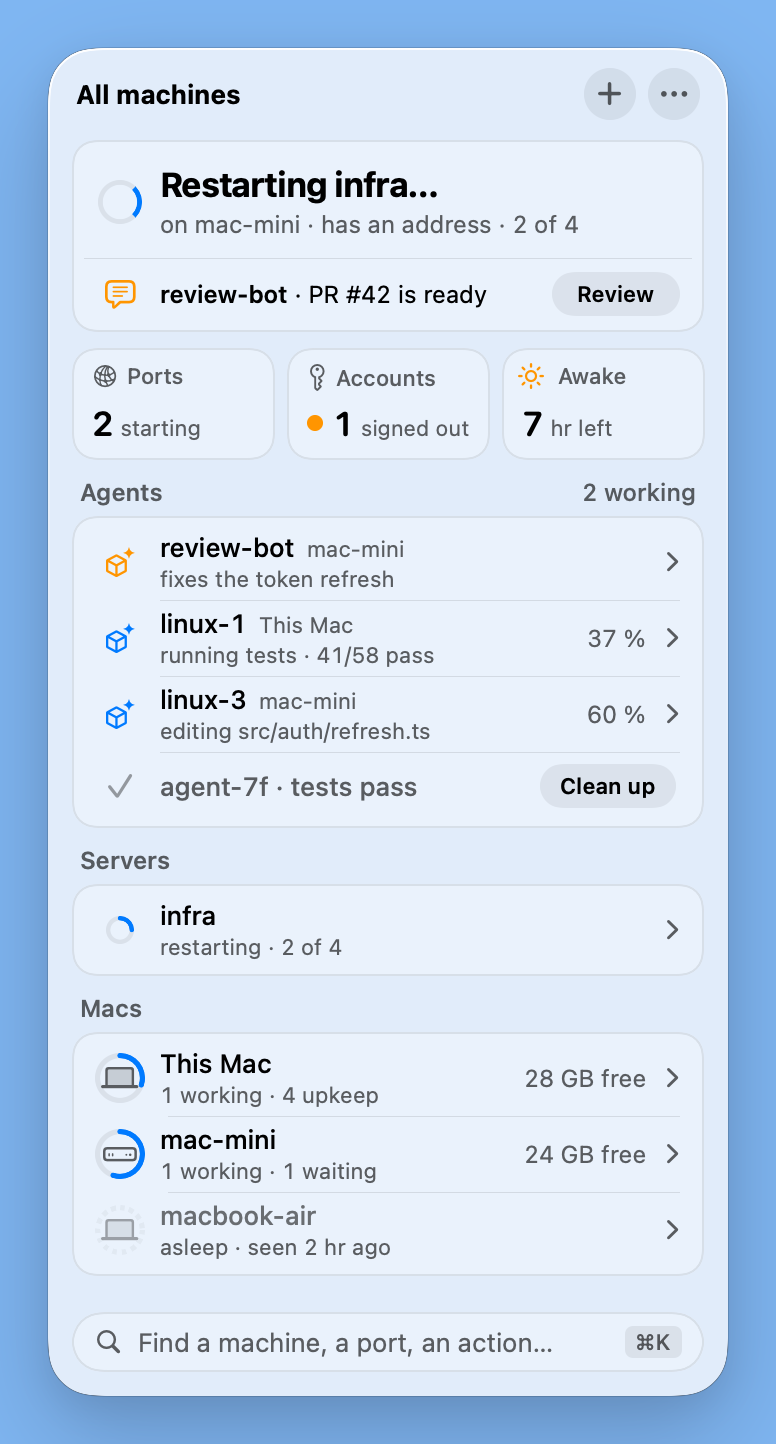 All machines
Restarting infra...
on mac-mini · has an address · 2 of 4
review-bot · PR #42 is ready Review
Ports
2 starting
Accounts
1 signed out
Awake
7 hr left
Agents 2 working
review-bot mac-mini
fixes the token refresh
linux-1 This Mac 37 %
running tests · 41/58 pass
linux-3 mac-mini 60 %
editing src/auth/refresh.ts
agent-7f · tests pass Clean up
Servers
infra
restarting · 2 of 4
Macs
This Mac 28 GB free
1 working · 4 upkeep
mac-mini 24 GB free
1 working · 1 waiting
macbook-air
asleep · seen 2 hr ago
Find a machine, a port, an action... ⌘K